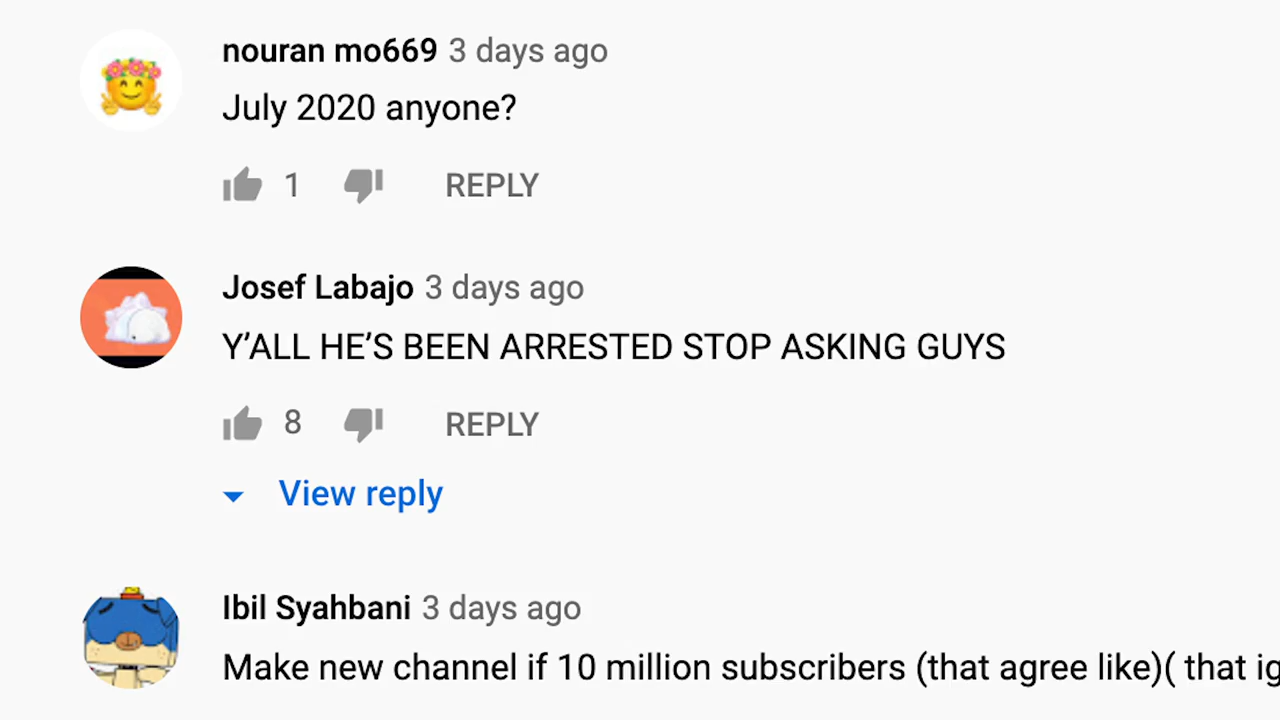 nouran mo669 3 days ago
July 2020 anyone?
1 REPLY
Josef Labajo 3 days ago
Y’ALL HE’S BEEN ARRESTED STOP ASKING GUYS
8 REPLY
View reply
Ibil Syahbani 3 days ago
Make new channel if 10 million subscribers (that agree like)( that ig